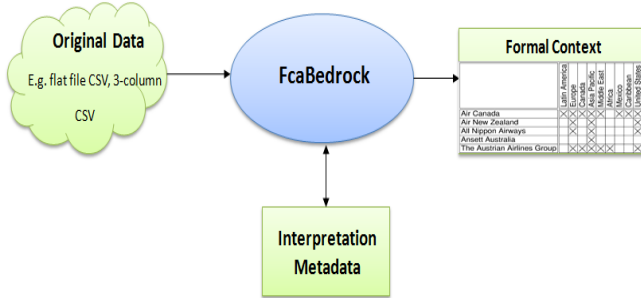 Original Data
E.g. flat file CSV, 3-column
CSV
FcaBedrock
Interpretation
Metadata
Formal Context
Latin America
Europe
Canada
Asia Pacific
Middle East
Africa
Mexico
Caribbean
United States
Air Canada
Air New Zealand
All Nippon Airways
Ansett Australia
The Austrian Airlines Group